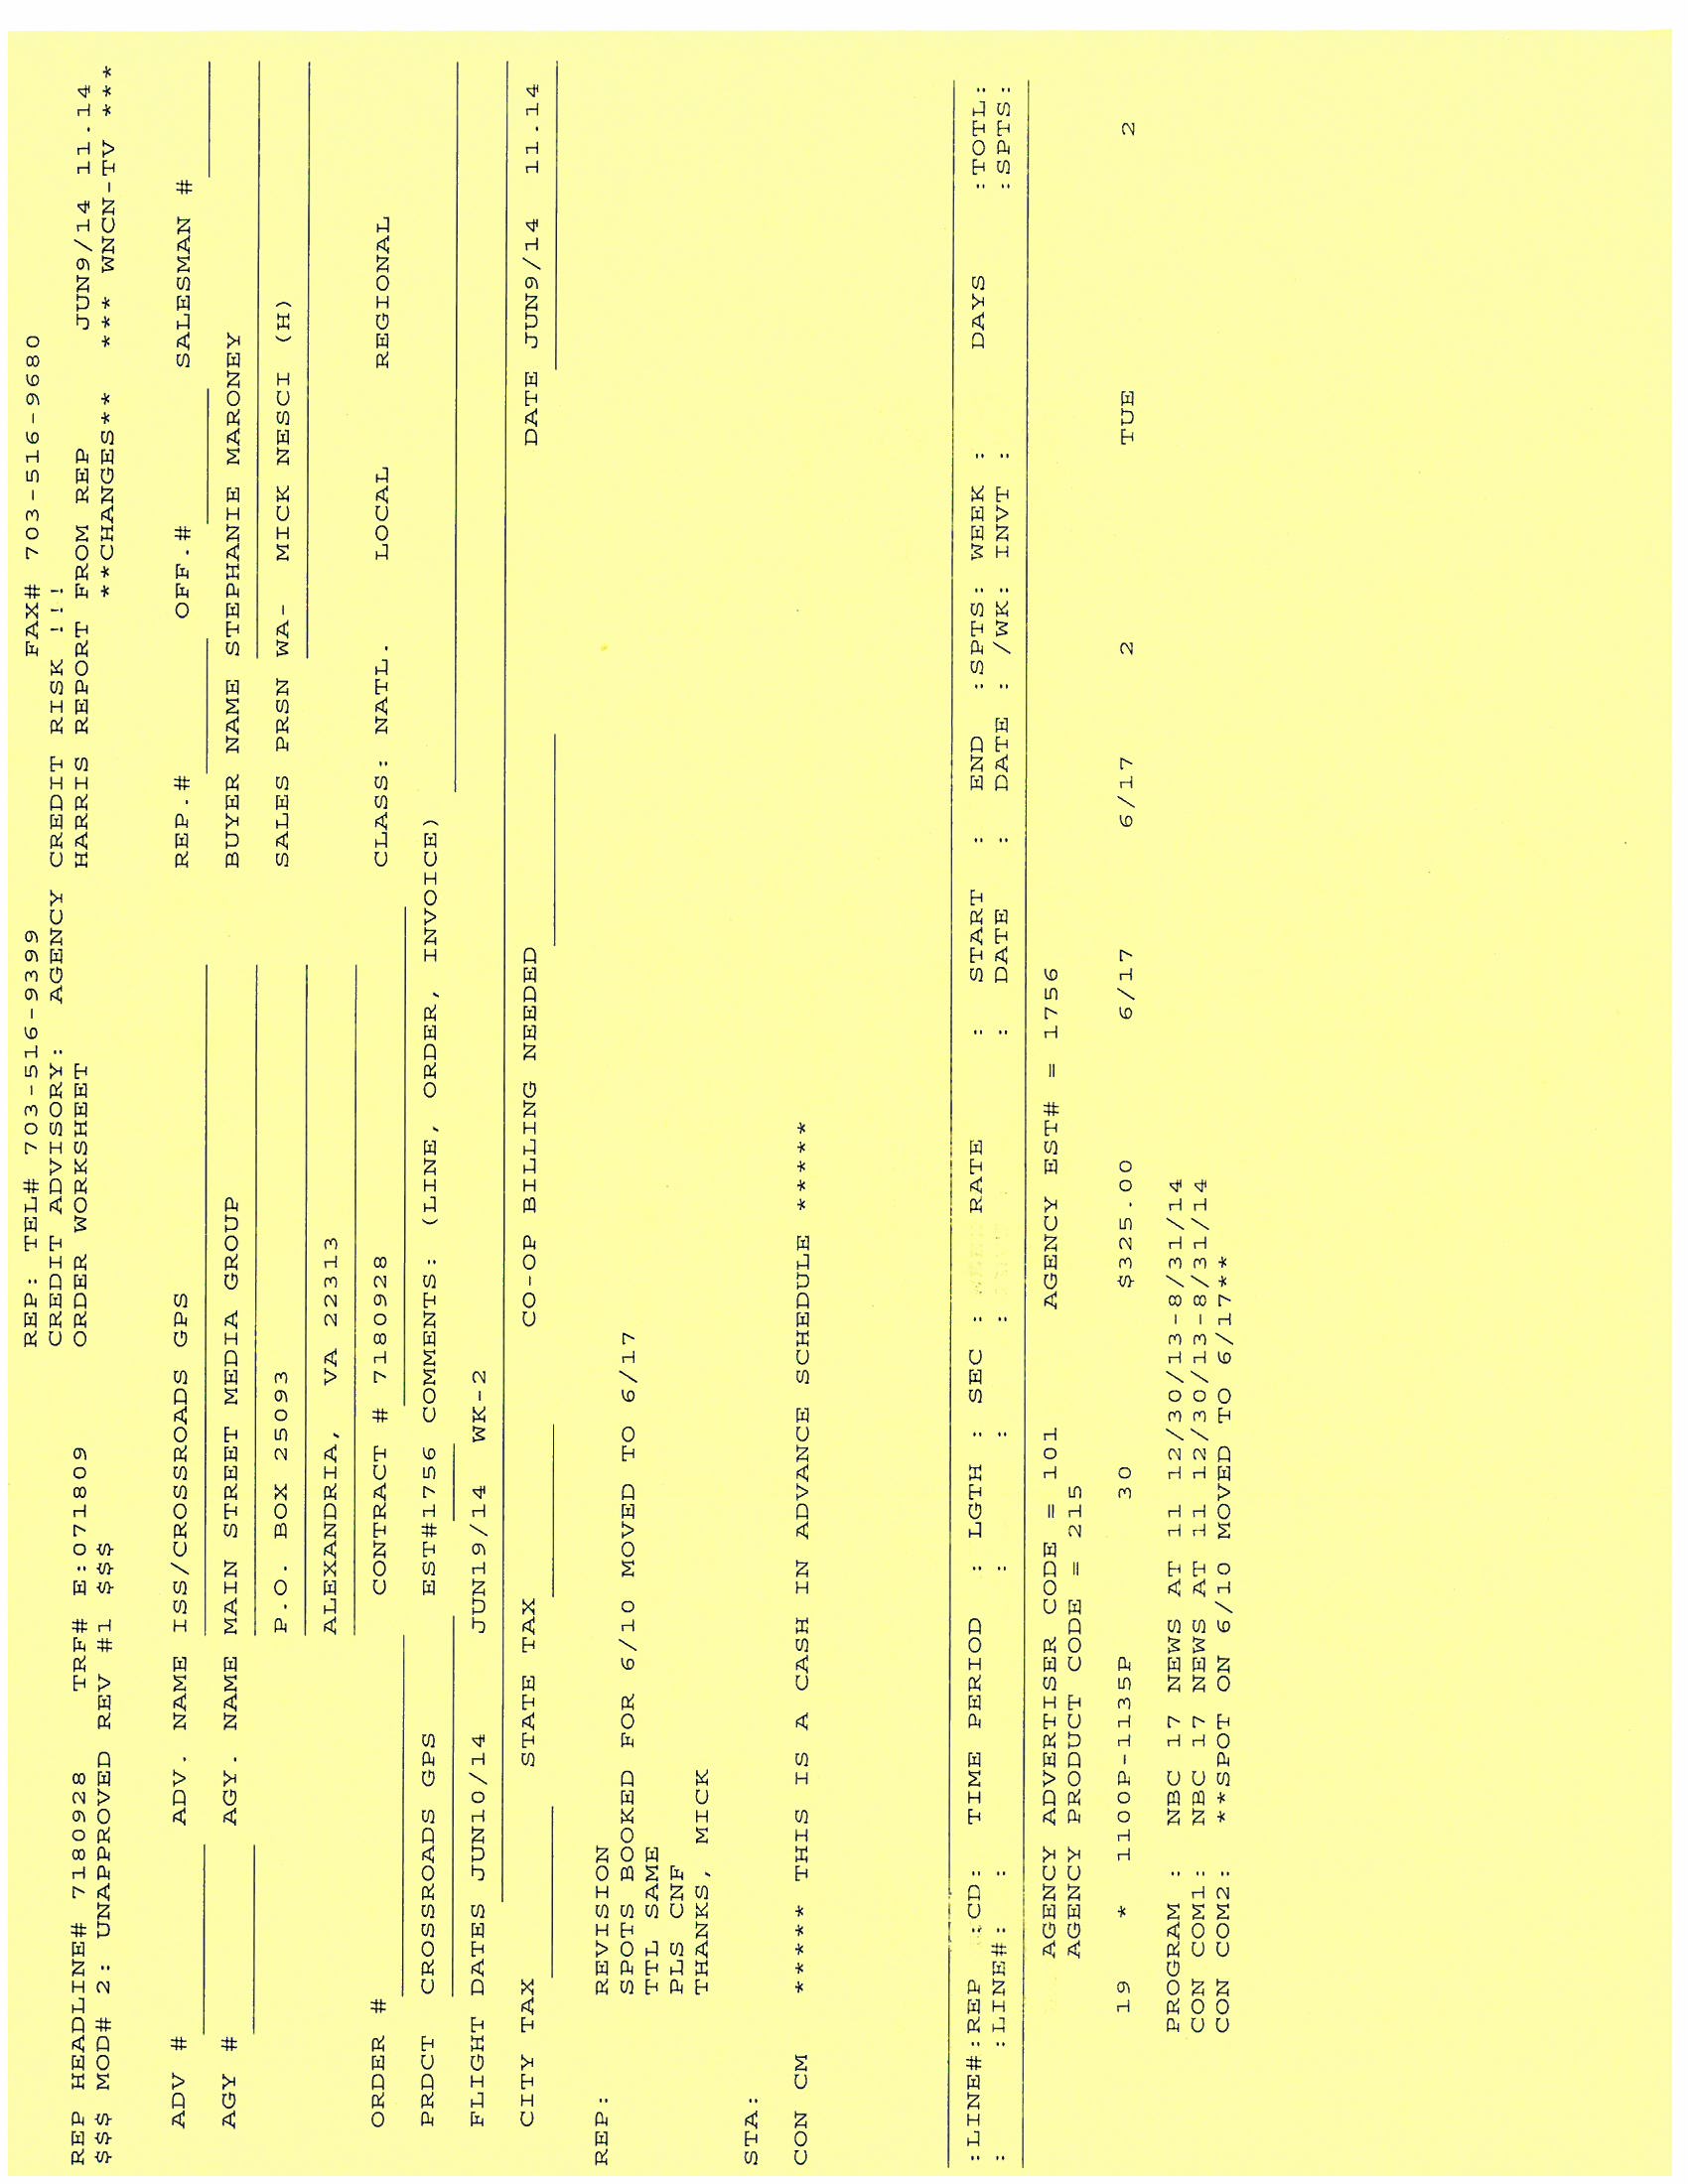 REP: TEL# 703-516-9399 FAX# 703-516-9680
CREDIT ADVISORY: AGENCY CREDIT RISK !!!
REP HEADLINE# 7180928 TRF# E:071809 ORDER WORKSHEET HARRIS REPORT FROM REP JUN9/14 11.14
$$$ MOD# 2: UNAPPROVED REV #1 $$$ **CHANGES** *** WNCN-TV ***
ADV # ADV. NAME ISS/CROSSROADS GPS REP.# OFF.# SALESMAN #
AGY # AGY. NAME MAIN STREET MEDIA GROUP BUYER NAME STEPHANIE MARONEY
P.O. BOX 25093 SALES PRSN WA- MICK NESCI (H)
ALEXANDRIA, VA 22313
ORDER # CONTRACT # 7180928 CLASS: NATL. LOCAL REGIONAL
PRDCT CROSSROADS GPS EST#1756 COMMENTS: (LINE, ORDER, INVOICE)
FLIGHT DATES JUN10/14 JUN19/14 WK-2
CITY TAX STATE TAX CO-OP BILLING NEEDED DATE JUN9/14 11.14
REP: REVISION
SPOTS BOOKED FOR 6/10 MOVED TO 6/17
TTL SAME
PLS CNF
THANKS, MICK
STA:
CON CM ***** THIS IS A CASH IN ADVANCE SCHEDULE *****
:LINE#:REP :CD: TIME PERIOD : LGTH : SEC : RATE : START : END :SPTS: WEEK : DAYS :TOTL:
: :LINE#: : : : : : DATE : DATE : /WK: INVT : :SPTS:
AGENCY ADVERTISER CODE = 101 AGENCY EST# = 1756
AGENCY PRODUCT CODE = 215
19 * 1100P-1135P 30 $325.00 6/17 6/17 2 TUE 2
PROGRAM : NBC 17 NEWS AT 11 12/30/13-8/31/14
CON COM1: NBC 17 NEWS AT 11 12/30/13-8/31/14
CON COM2: **SPOT ON 6/10 MOVED TO 6/17**